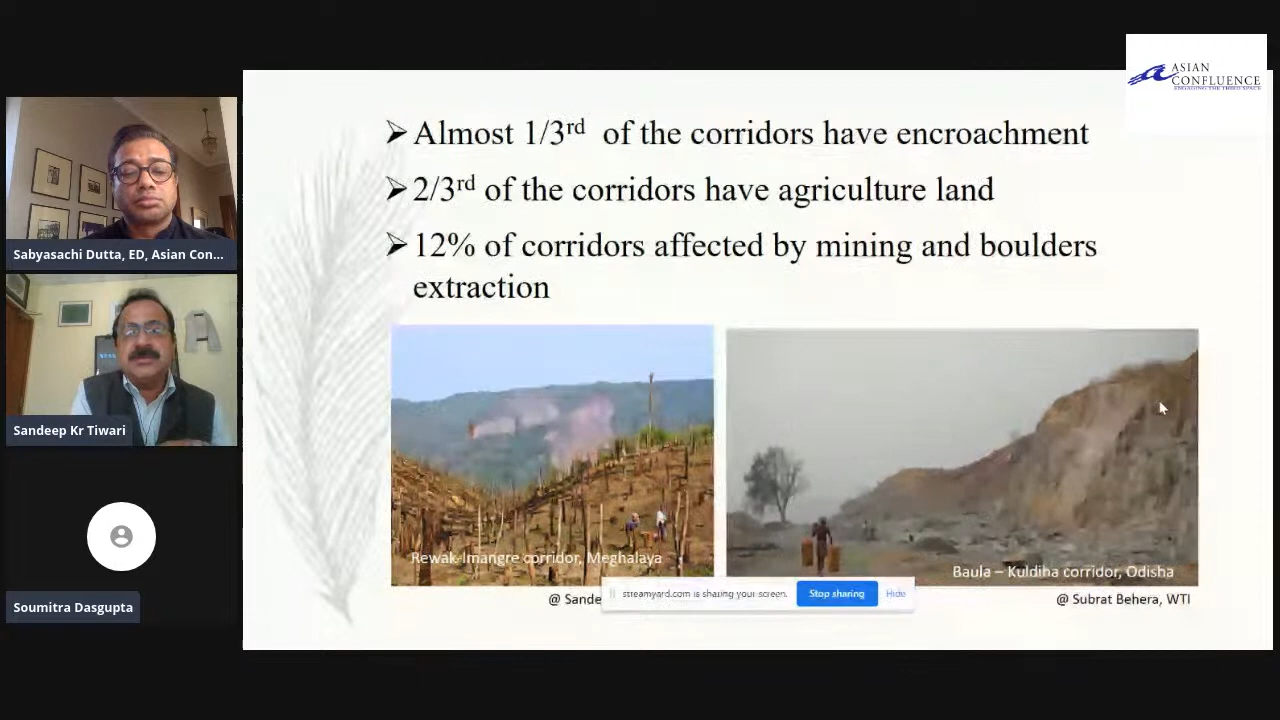 ASIAN
CONFLUENCE
Almost 1/3rd of the corridors have encroachment
2/3rd of the corridors have agriculture land
12% of corridors affected by mining and boulders
extraction
Sabyasachi Dutta, ED, Asian Con...
Sandeep Kr Tiwari
Soumitra Dasgupta
Rewak-Imangre corridor, Meghalaya
Baula – Kuldiha corridor, Odisha
@ Sande
streamyard.com is sharing your screen.
Stop sharing
Hide
@ Subrat Behera, WTI